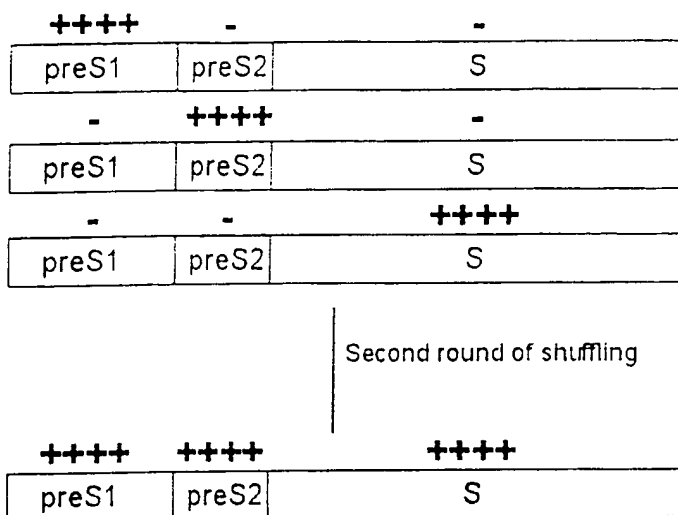 ++++ - -
preS1 preS2 S
- ++++ -
preS1 preS2 S
- - ++++
preS1 preS2 S
Second round of shuffling
++++ ++++ ++++
preS1 preS2 S